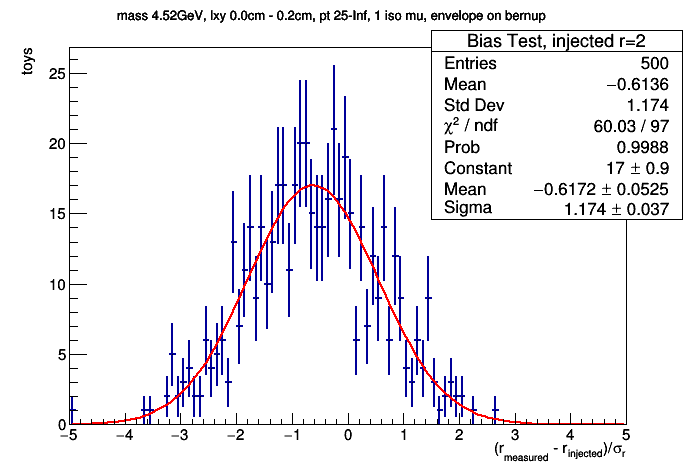 mass 4.52GeV, lxy 0.0cm - 0.2cm, pt 25-Inf, 1 iso mu, envelope on bernup
Bias Test, injected r=2
Entries 500
Mean −0.6136
Std Dev 1.174
χ² / ndf 60.03 / 97
Prob 0.9988
Constant 17 ± 0.9
Mean −0.6172 ± 0.0525
Sigma 1.174 ± 0.037
toys
25
20
15
10
5
0
−5 −4 −3 −2 −1 0 1 2 3 4 5
(r_measured - r_injected)/σ_r